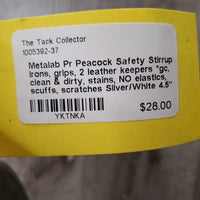 The Tack Collector
1005392-37
Metalab Pr Peacock Safety Stirrup
Irons, grips, 2 leather keepers *gc,
clean & dirty, stains, NO elastics,
scuffs, scratches Silver/White 4.5"
$28.00
YKTNKA